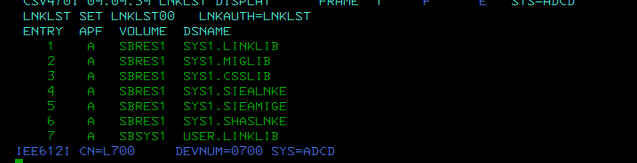 CSV470I 09.09.39 LNKLST DISPLAY FRAME 1 F E SYS=ADCD
LNKLST SET LNKLST00 LNKAUTH=LNKLST
ENTRY APF VOLUME DSNAME
1 A SBRES1 SYS1.LINKLIB
2 A SBRES1 SYS1.MIGLIB
3 A SBRES1 SYS1.CSSLIB
4 A SBRES1 SYS1.SIEALNKE
5 A SBRES1 SYS1.SIEAMIGE
6 A SBRES1 SYS1.SHASLNKE
7 A SBSYS1 USER.LINKLIB
IEE612I CN=L700 DEVNUM=0700 SYS=ADCD